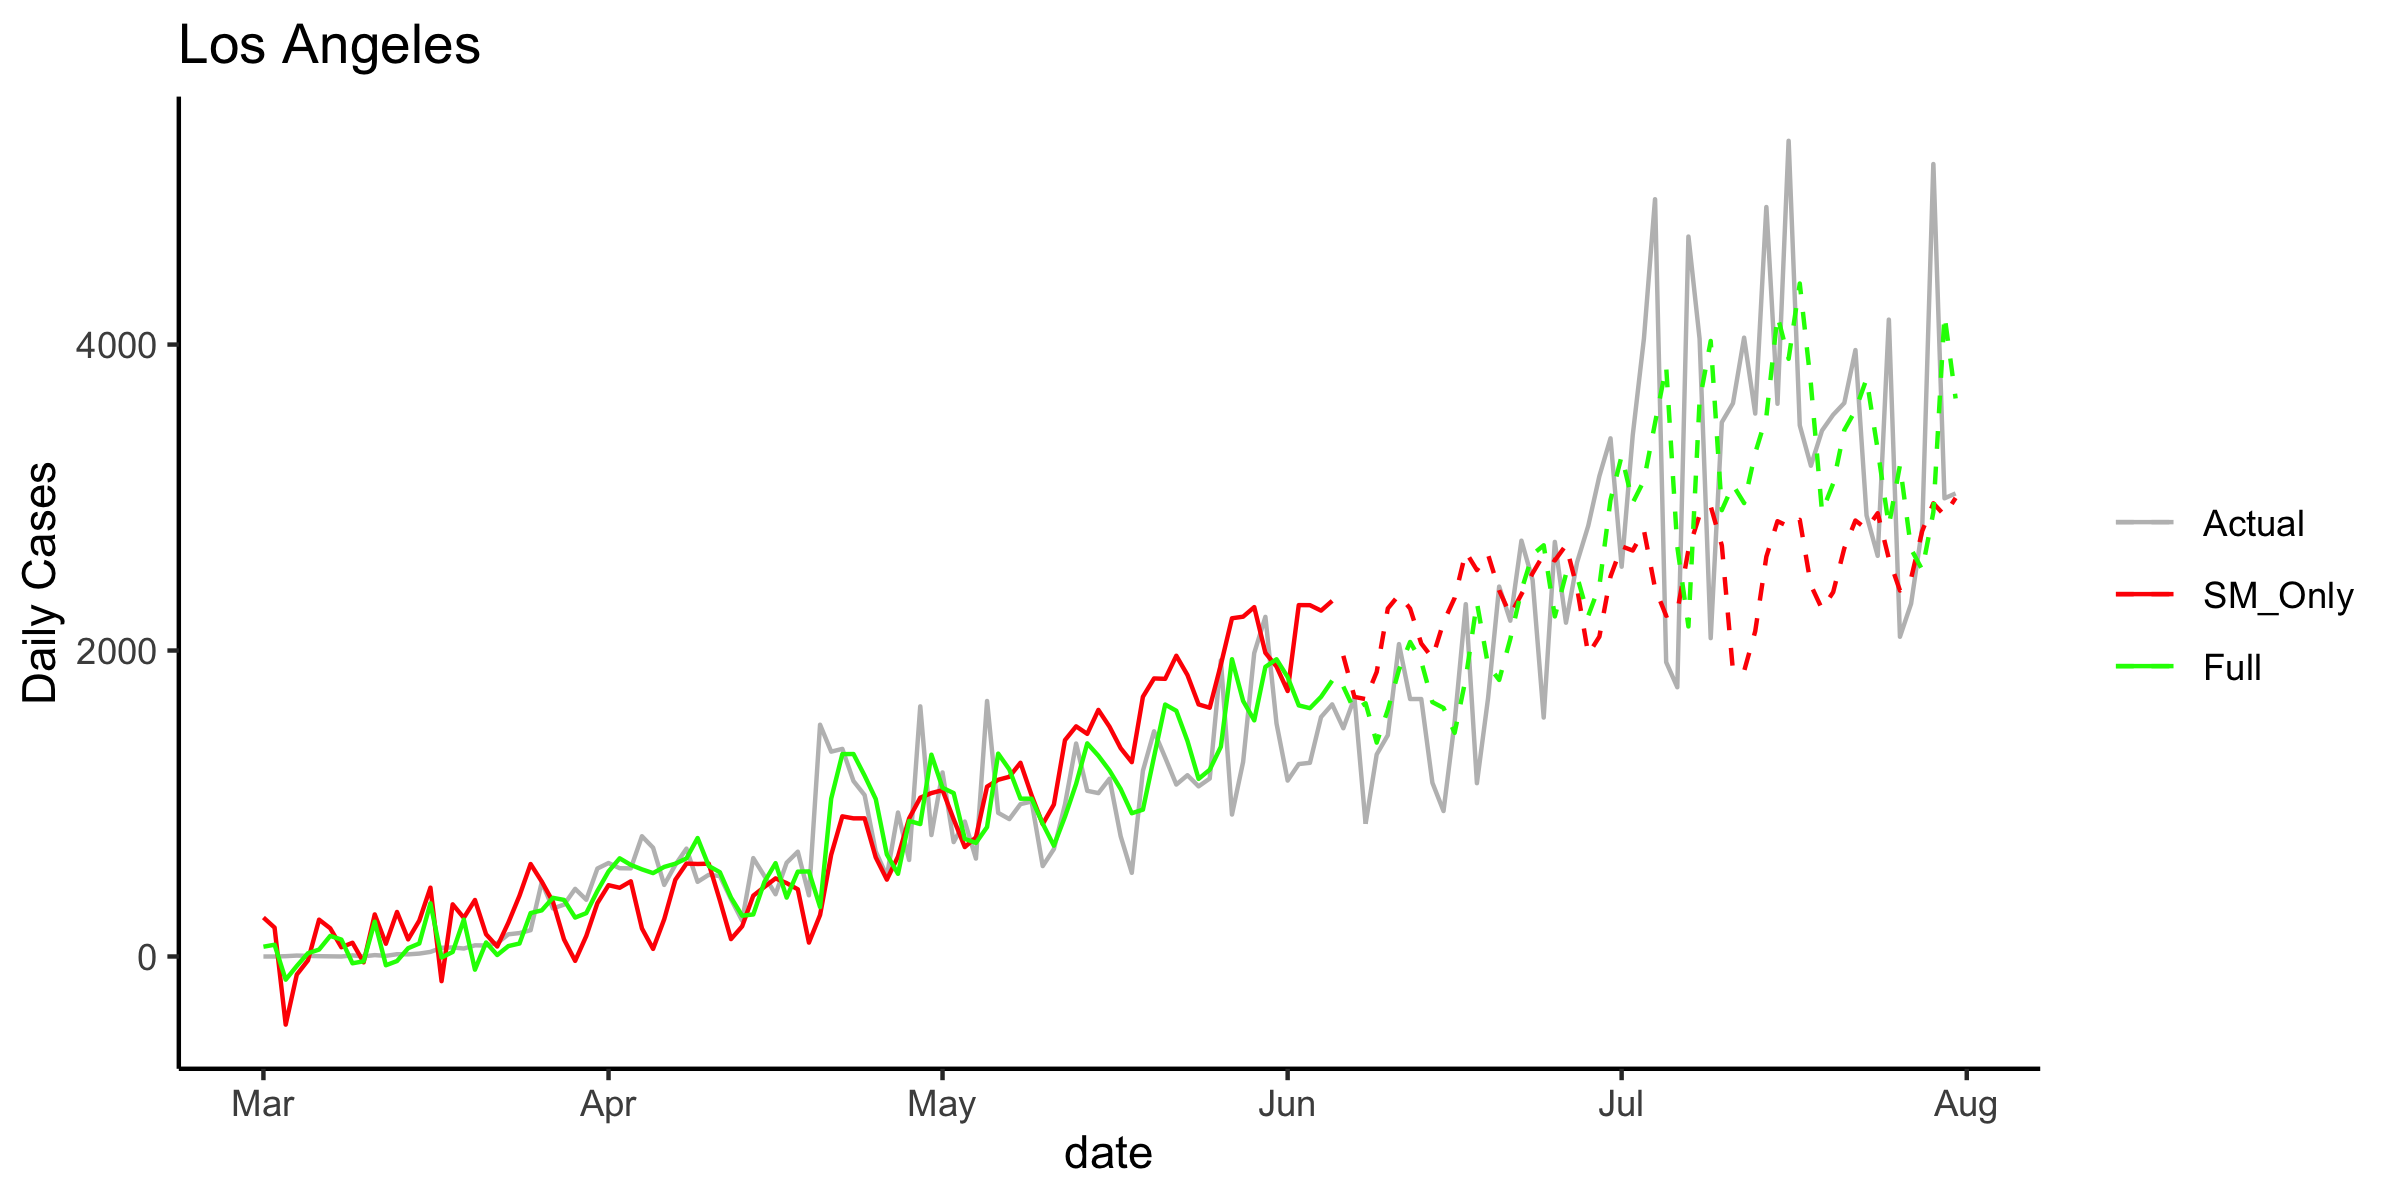 Los Angeles
Daily Cases
4000
2000
0
Mar
Apr
May
Jun
Jul
Aug
date
Actual
SM_Only
Full